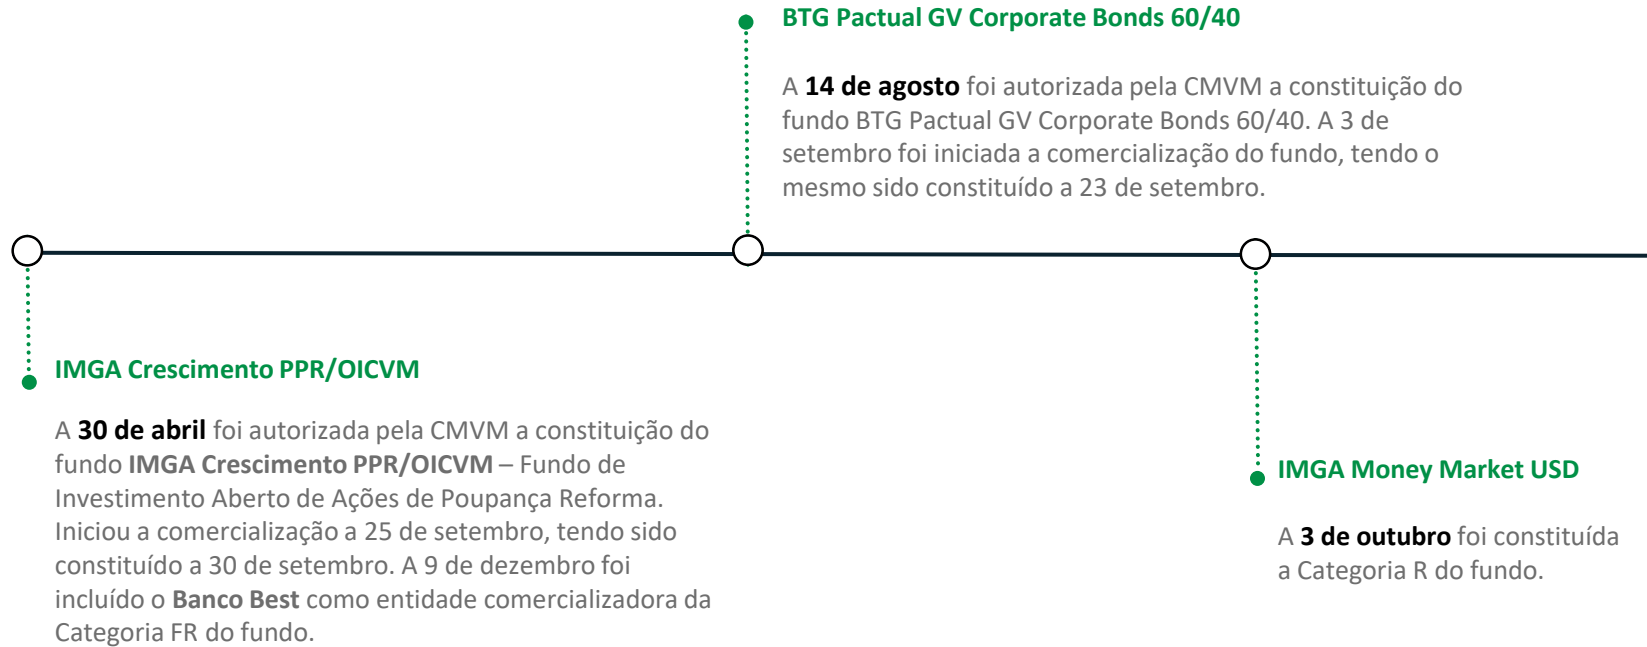 BTG Pactual GV Corporate Bonds 60/40
A 14 de agosto foi autorizada pela CMVM a constituição do
fundo BTG Pactual GV Corporate Bonds 60/40. A 3 de
setembro foi iniciada a comercialização do fundo, tendo o
mesmo sido constituído a 23 de setembro.
IMGA Crescimento PPR/OICVM
A 30 de abril foi autorizada pela CMVM a constituição do
fundo IMGA Crescimento PPR/OICVM – Fundo de
Investimento Aberto de Ações de Poupança Reforma.
Iniciou a comercialização a 25 de setembro, tendo sido
constituído a 30 de setembro. A 9 de dezembro foi
incluído o Banco Best como entidade comercializadora da
Categoria FR do fundo.
IMGA Money Market USD
A 3 de outubro foi constituída
a Categoria R do fundo.